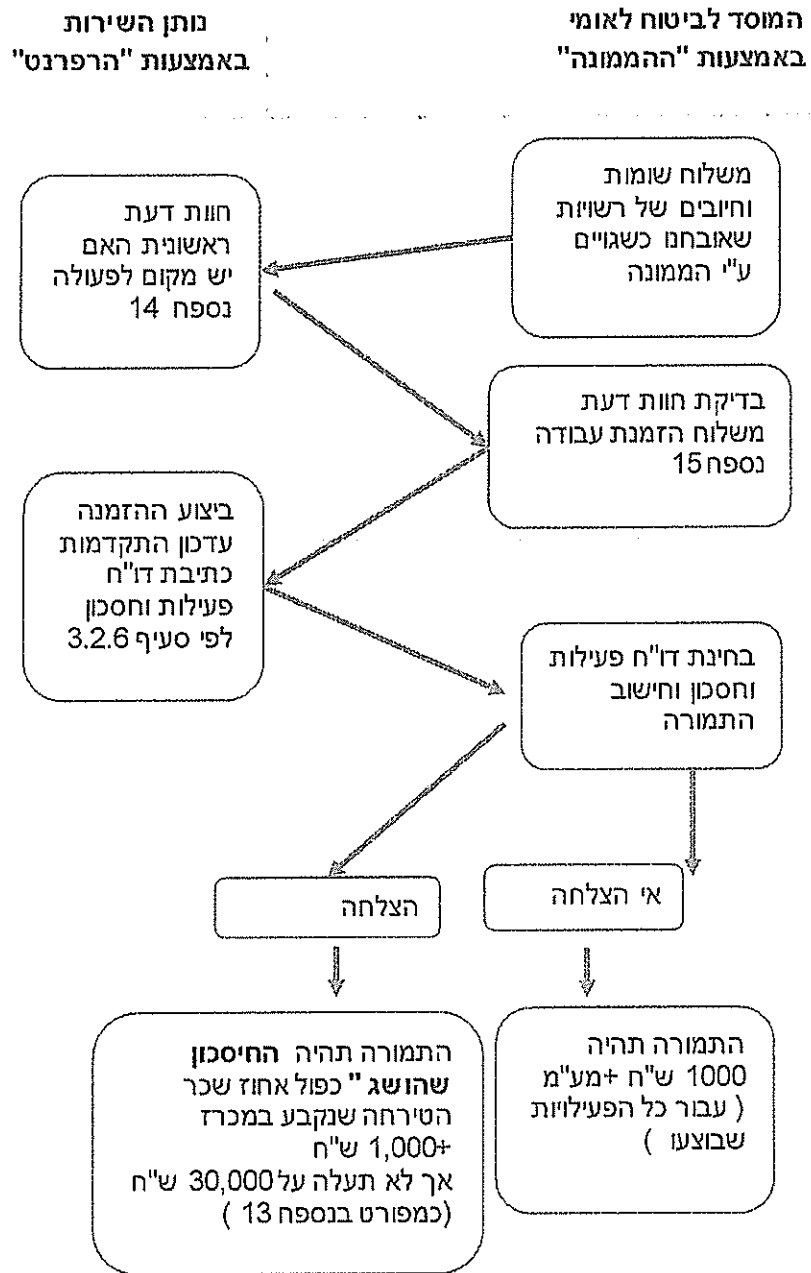 המוסד לביטוח לאומי
באמצעות "ההממונה"
נותן השירות
באמצעות "הרפרנט"
משלוח שומות
וחיובים של רשויות
שאובחנו כשגויים
ע"י הממונה
חוות דעת
ראשונית האם
יש מקום לפעולה
נספח 14
בדיקת חוות דעת
משלוח הזמנת עבודה
נספח 15
ביצוע ההזמנה
עדכון התקדמות
כתיבת דו"ח
פעילות וחסכון
לפי סעיף 3.2.6
בחינת דו"ח פעילות
וחסכון וחישוב
התמורה
אי הצלחה
הצלחה
התמורה תהיה
1000 ש"ח +מע"מ
( עבור כל הפעילויות
שבוצעו )
התמורה תהיה החיסכון
שהושג " כפול אחוז שכר
הטירחה שנקבע במכרז
+1,000 ש"ח
אך לא תעלה על 30,000 ש"ח
(כמפורט בנספח 13 )